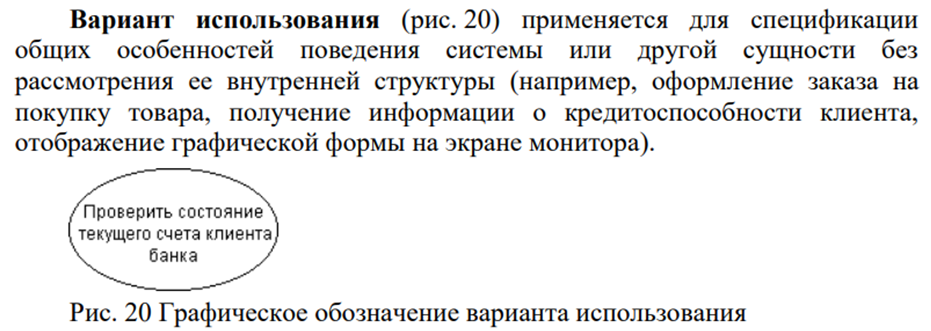 Вариант использования (рис. 20) применяется для спецификации
общих особенностей поведения системы или другой сущности без
рассмотрения ее внутренней структуры (например, оформление заказа на
покупку товара, получение информации о кредитоспособности клиента,
отображение графической формы на экране монитора).
Проверить состояние
текущего счета клиента
банка
Рис. 20 Графическое обозначение варианта использования